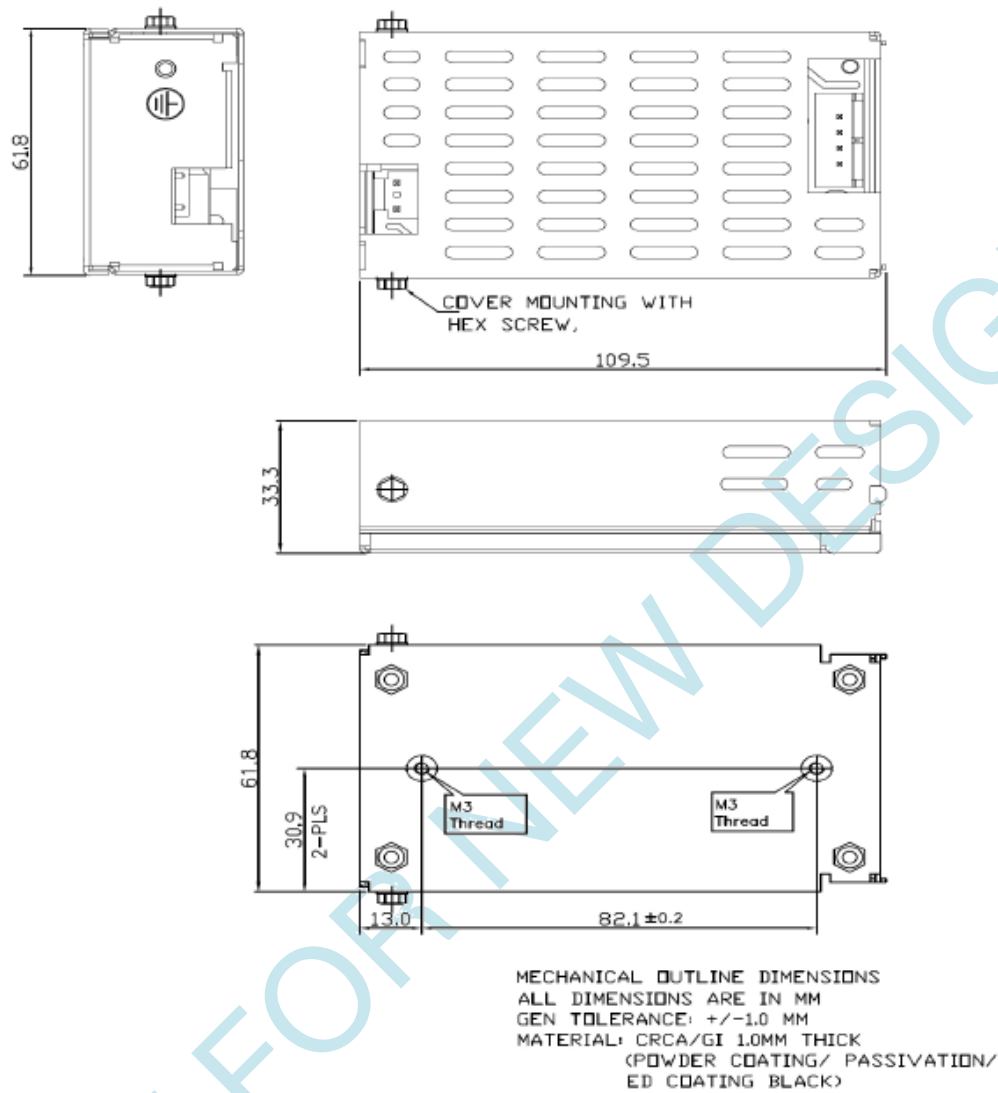 61.8
COVER MOUNTING WITH
HEX SCREW,
109.5
33.3
61.8
30.9
2-PLS
M3
Thread
M3
Thread
13.0
82.1±0.2
MECHANICAL OUTLINE DIMENSIONS
ALL DIMENSIONS ARE IN MM
GEN TOLERANCE: +/-1.0 MM
MATERIAL: CRCA/GI 1.0MM THICK
(POWDER COATING/ PASSIVATION/
ED COATING BLACK)
FOR NEW DESIG